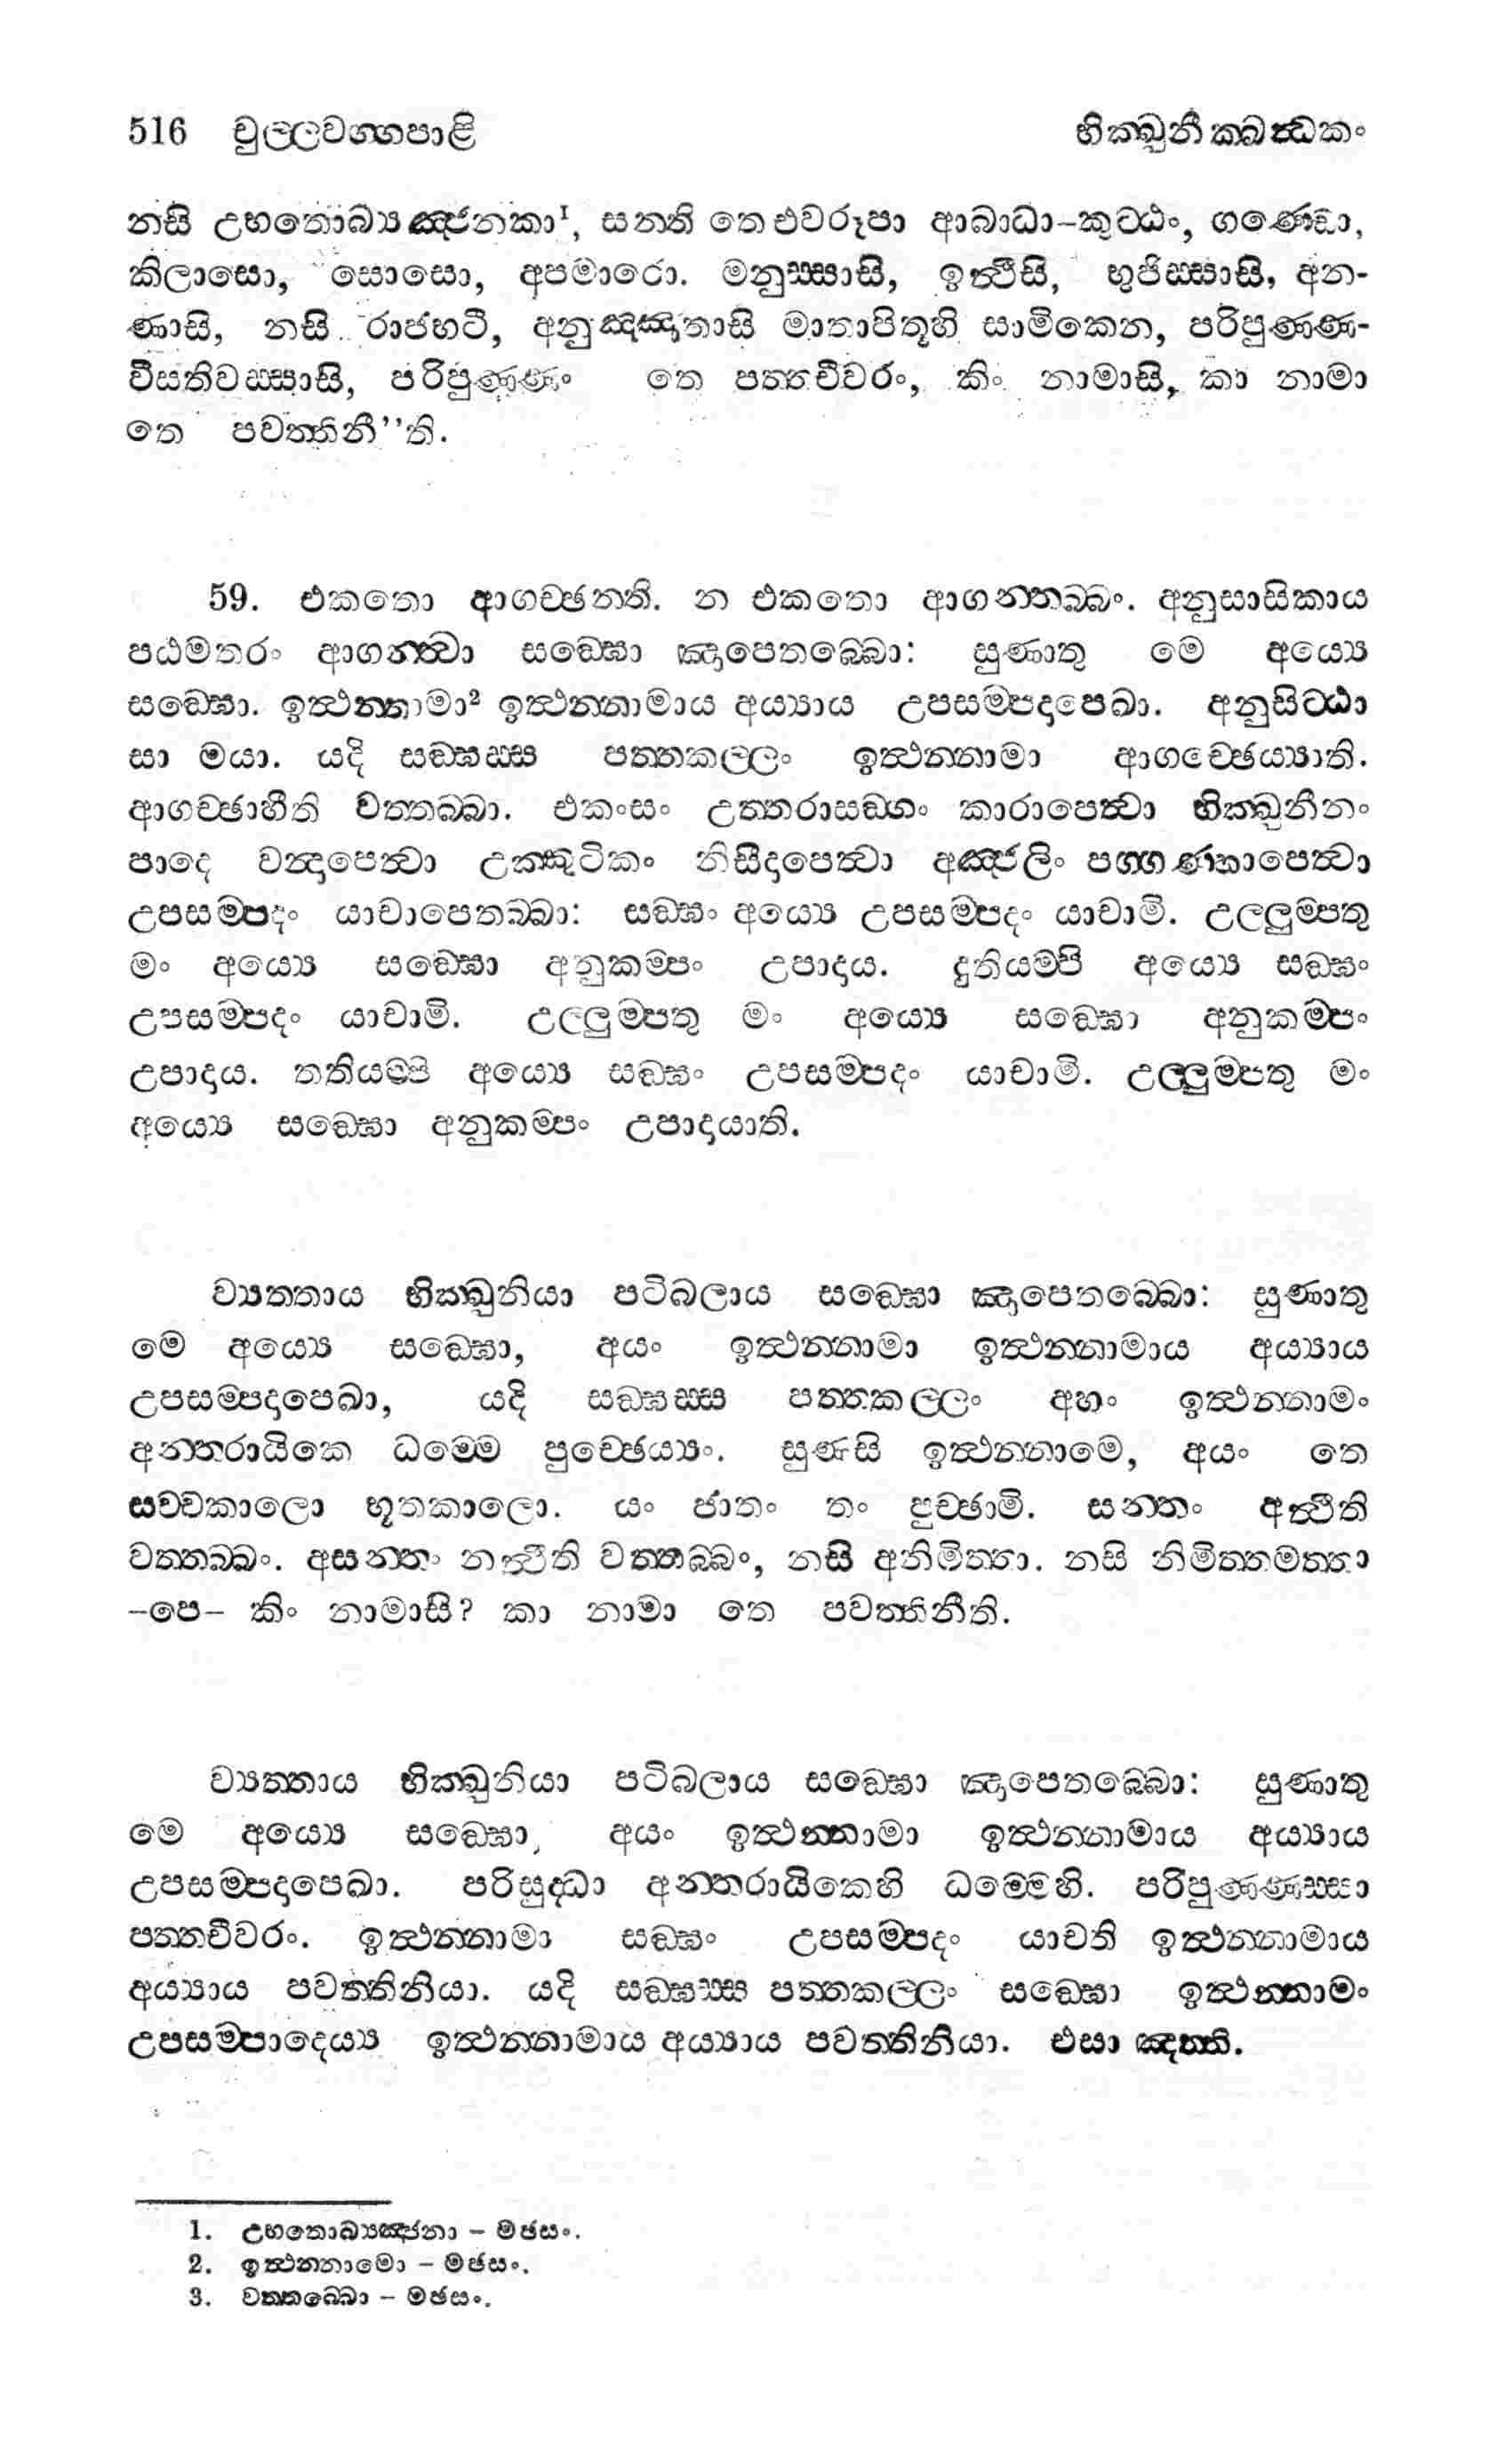 516 චුල්ලවග්ගපාළි භික්ඛුනීක්ඛන්ධකං
නසි උභතොබ්‍යඤ්ජනකා¹, සන්ති තෙ එවරූපා ආබාධා-කුට්ඨං, ගණ්ඩො,
කිලාසො, සොසො, අපමාරො. මනුස්සාසි, ඉත්ථීසි, භුජිස්සාසි, අන-
ණාසි, නසි රාජභටී, අනුඤ්ඤාතාසි මාතාපිතූහි සාමිකෙන, පරිපුණ්ණ-
වීසතිවස්සාසි, පරිපුණ්ණං තෙ පත්තචීවරං, කිං නාමාසි, කා නාමා
තෙ පවත්තිනී’’ති.
59. එකතො ආගච්ඡන්ති. න එකතො ආගන්තබ්බං. අනුසාසිකාය
පඨමතරං ආගන්ත්වා සඞ්ඝො ඤාපෙතබ්බො: සුණාතු මෙ අය්‍යෙ
සඞ්ඝො. ඉත්ථන්නාමා² ඉත්ථන්නාමාය අය්‍යාය උපසම්පදාපෙඛා. අනුසිට්ඨා
සා මයා. යදි සඞ්ඝස්ස පත්තකල්ලං ඉත්ථන්නාමා ආගච්ඡෙය්‍යාති.
ආගච්ඡාහීති වත්තබ්බා. එකංසං උත්තරාසඞ්ගං කාරාපෙත්වා භික්ඛුනීනං
පාදෙ වන්දාපෙත්වා උක්කුටිකං නිසීදාපෙත්වා අඤ්ජලිං පග්ගණ්හාපෙත්වා
උපසම්පදං යාචාපෙතබ්බා: සඞ්ඝං අය්‍යෙ උපසම්පදං යාචාමි. උල්ලුම්පතු
මං අය්‍යෙ සඞ්ඝො අනුකම්පං උපාදාය. දුතියම්පි අය්‍යෙ සඞ්ඝං
උපසම්පදං යාචාමි. උල්ලුම්පතු මං අය්‍යෙ සඞ්ඝො අනුකම්පං
උපාදාය. තතියම්පි අය්‍යෙ සඞ්ඝං උපසම්පදං යාචාමි. උල්ලුම්පතු මං
අය්‍යෙ සඞ්ඝො අනුකම්පං උපාදායාති.
ව්‍යත්තාය භික්ඛුනියා පටිබලාය සඞ්ඝො ඤාපෙතබ්බො: සුණාතු
මෙ අය්‍යෙ සඞ්ඝො, අයං ඉත්ථන්නාමා ඉත්ථන්නාමාය අය්‍යාය
උපසම්පදාපෙඛා, යදි සඞ්ඝස්ස පත්තකල්ලං අහං ඉත්ථන්නාමං
අන්තරායිකෙ ධම්මෙ පුච්ඡෙය්‍යං. සුණසි ඉත්ථන්නාමෙ, අයං තෙ
සච්චකාලො භූතකාලො. යං ජාතං තං පුච්ඡාමි. සන්තං අත්ථීති
වත්තබ්බං. අසන්තං නත්ථීති වත්තබ්බං, නසි අනිමිත්තා. නසි නිමිත්තමත්තා
-පෙ- කිං නාමාසි? කා නාමා තෙ පවත්තිනීති.
ව්‍යත්තාය භික්ඛුනියා පටිබලාය සඞ්ඝො ඤාපෙතබ්බො: සුණාතු
මෙ අය්‍යෙ සඞ්ඝො, අයං ඉත්ථන්නාමා ඉත්ථන්නාමාය අය්‍යාය
උපසම්පදාපෙඛා. පරිසුද්ධා අන්තරායිකෙහි ධම්මෙහි. පරිපුණ්ණස්සා
පත්තචීවරං. ඉත්ථන්නාමා සඞ්ඝං උපසම්පදං යාචති ඉත්ථන්නාමාය
අය්‍යාය පවත්තිනියා. යදි සඞ්ඝස්ස පත්තකල්ලං සඞ්ඝො ඉත්ථන්නාමං
උපසම්පාදෙය්‍ය ඉත්ථන්නාමාය අය්‍යාය පවත්තිනියා. එසා ඤත්ති.
1. උභතොබ්‍යඤ්ජනා - මඡසං.
2. ඉත්ථන්නාමො - මඡසං.
3. වත්තබ්බො - මඡසං.